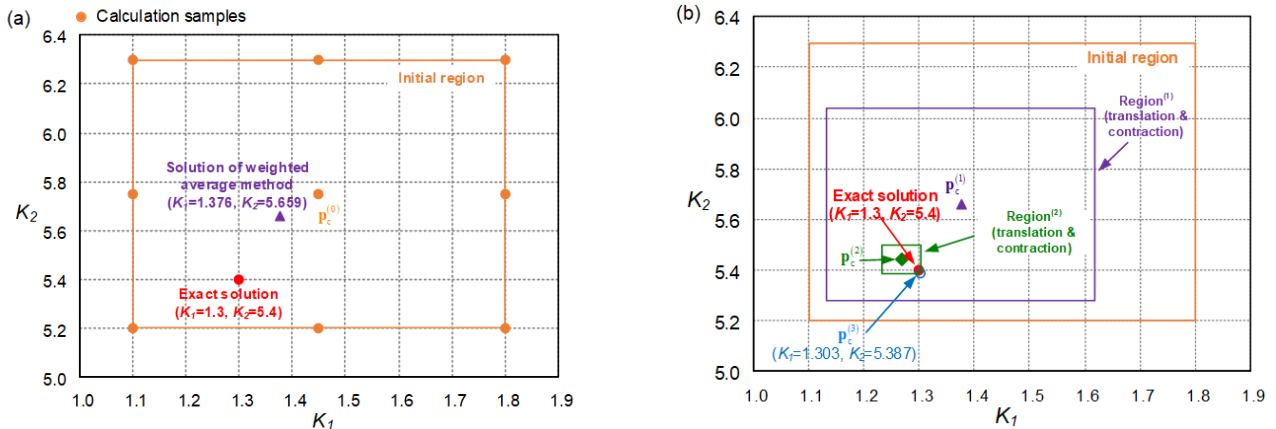 (a)
Calculation samples
6.4
6.2
6.0
5.8
5.6
5.4
5.2
5.0
K2
Initial region
Solution of weighted
average method
(K1=1.376, K2=5.659)
pc(0)
Exact solution
(K1=1.3, K2=5.4)
1.0 1.1 1.2 1.3 1.4 1.5 1.6 1.7 1.8 1.9
K1
(b)
6.4
6.2
6.0
5.8
5.6
5.4
5.2
5.0
K2
Initial region
Region(1)
(translation &
contraction)
pc(1)
Exact solution
(K1=1.3, K2=5.4)
Region(2)
(translation &
contraction)
pc(2)
pc(3)
(K1=1.303, K2=5.387)
1.0 1.1 1.2 1.3 1.4 1.5 1.6 1.7 1.8 1.9
K1